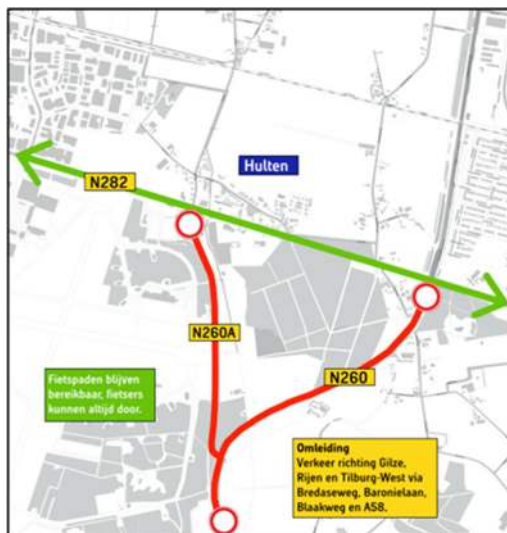 Hulten
N282
N260A
N260
Fietspaden blijven
bereikbaar, fietsers
kunnen altijd door.
Omleiding
Verkeer richting Gilze,
Rijen en Tilburg-West via
Bredaseweg, Baronielaan,
Blaakweg en A58.